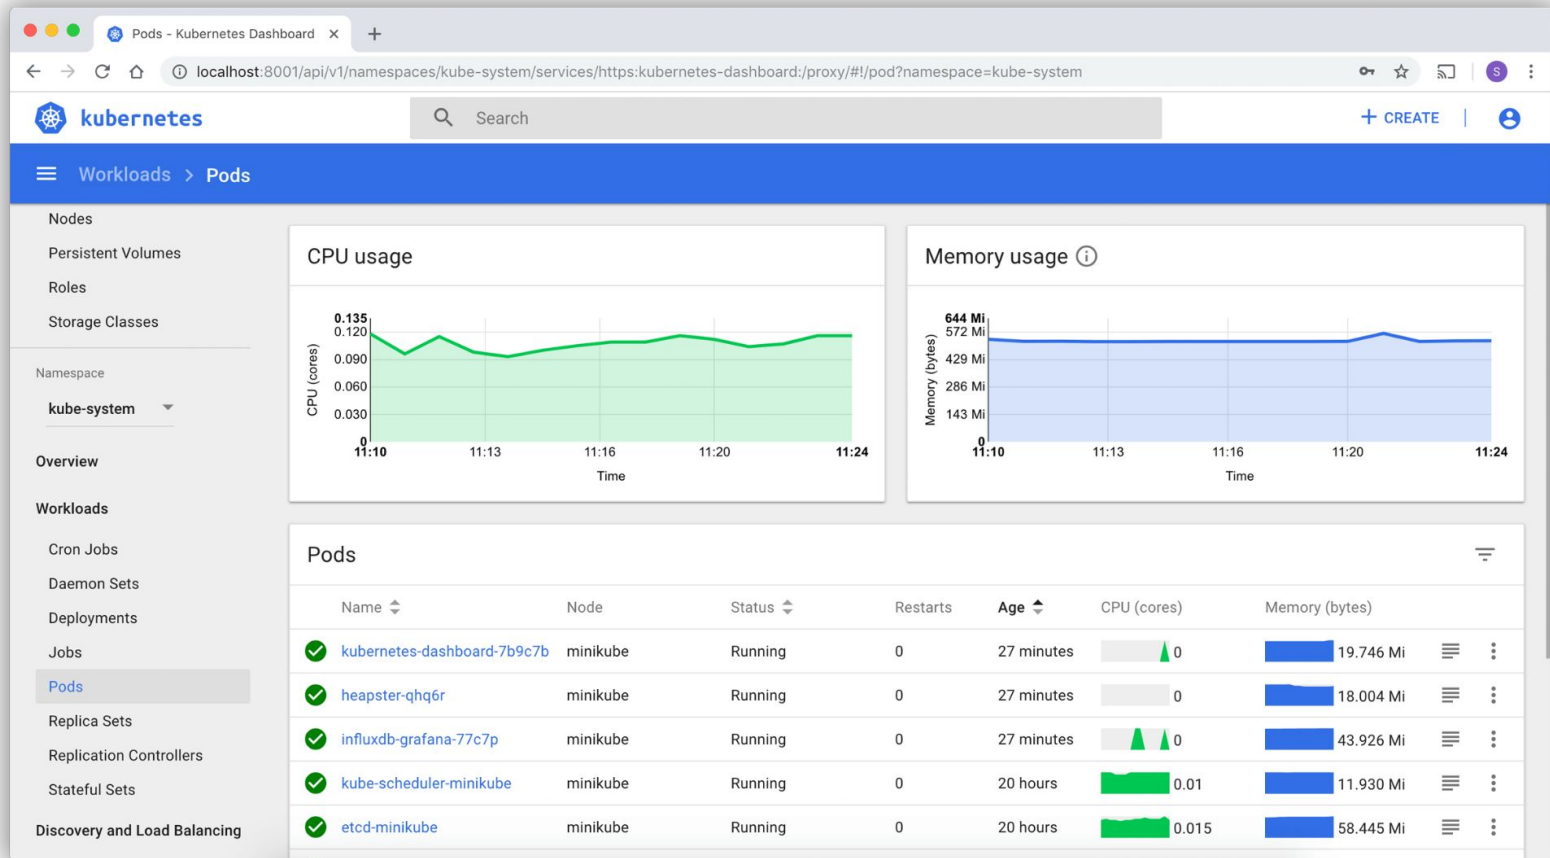 Pods - Kubernetes Dashboard
localhost:8001/api/v1/namespaces/kube-system/services/https:kubernetes-dashboard:/proxy/#!/pod?namespace=kube-system
S
kubernetes
Search
+ CREATE
Workloads > Pods
Nodes
Persistent Volumes
Roles
Storage Classes
Namespace
kube-system
Overview
Workloads
Cron Jobs
Daemon Sets
Deployments
Jobs
Pods
Replica Sets
Replication Controllers
Stateful Sets
Discovery and Load Balancing
CPU usage
CPU (cores)
0.135
0.120
0.090
0.060
0.030
0
11:10 11:13 11:16 11:20 11:24
Time
Memory usage
Memory (bytes)
644 Mi
572 Mi
429 Mi
286 Mi
143 Mi
0
11:10 11:13 11:16 11:20 11:24
Time
Pods
Name Node Status Restarts Age CPU (cores) Memory (bytes)
kubernetes-dashboard-7b9c7b minikube Running 0 27 minutes 0 19.746 Mi
heapster-qhq6r minikube Running 0 27 minutes 0 18.004 Mi
influxdb-grafana-77c7p minikube Running 0 27 minutes 0 43.926 Mi
kube-scheduler-minikube minikube Running 0 20 hours 0.01 11.930 Mi
etcd-minikube minikube Running 0 20 hours 0.015 58.445 Mi